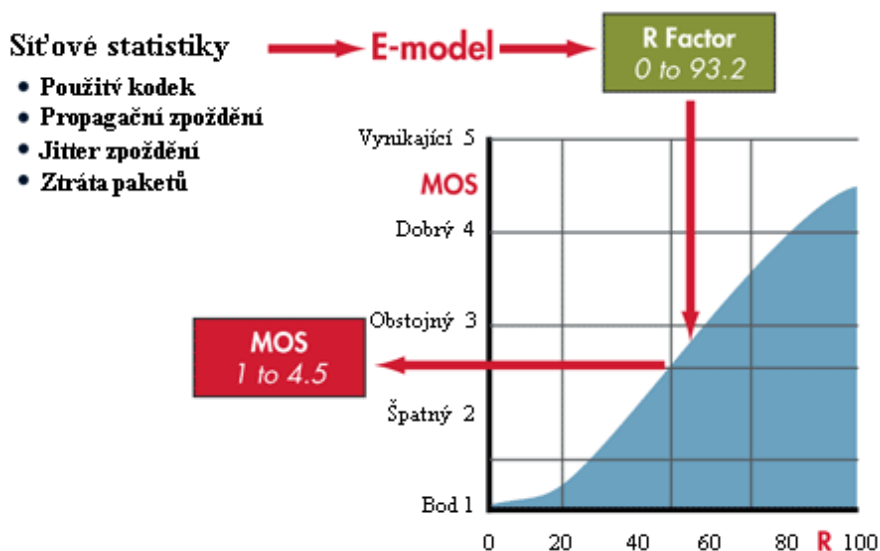 Síťové statistiky
E-model
R Factor
0 to 93.2
• Použitý kodek
• Propagační zpoždění
• Jitter zpoždění
• Ztráta paketů
Vynikající 5
MOS
Dobrý 4
Obstojný 3
MOS
1 to 4.5
Špatný 2
Bod 1
0 20 40 60 80 R 100